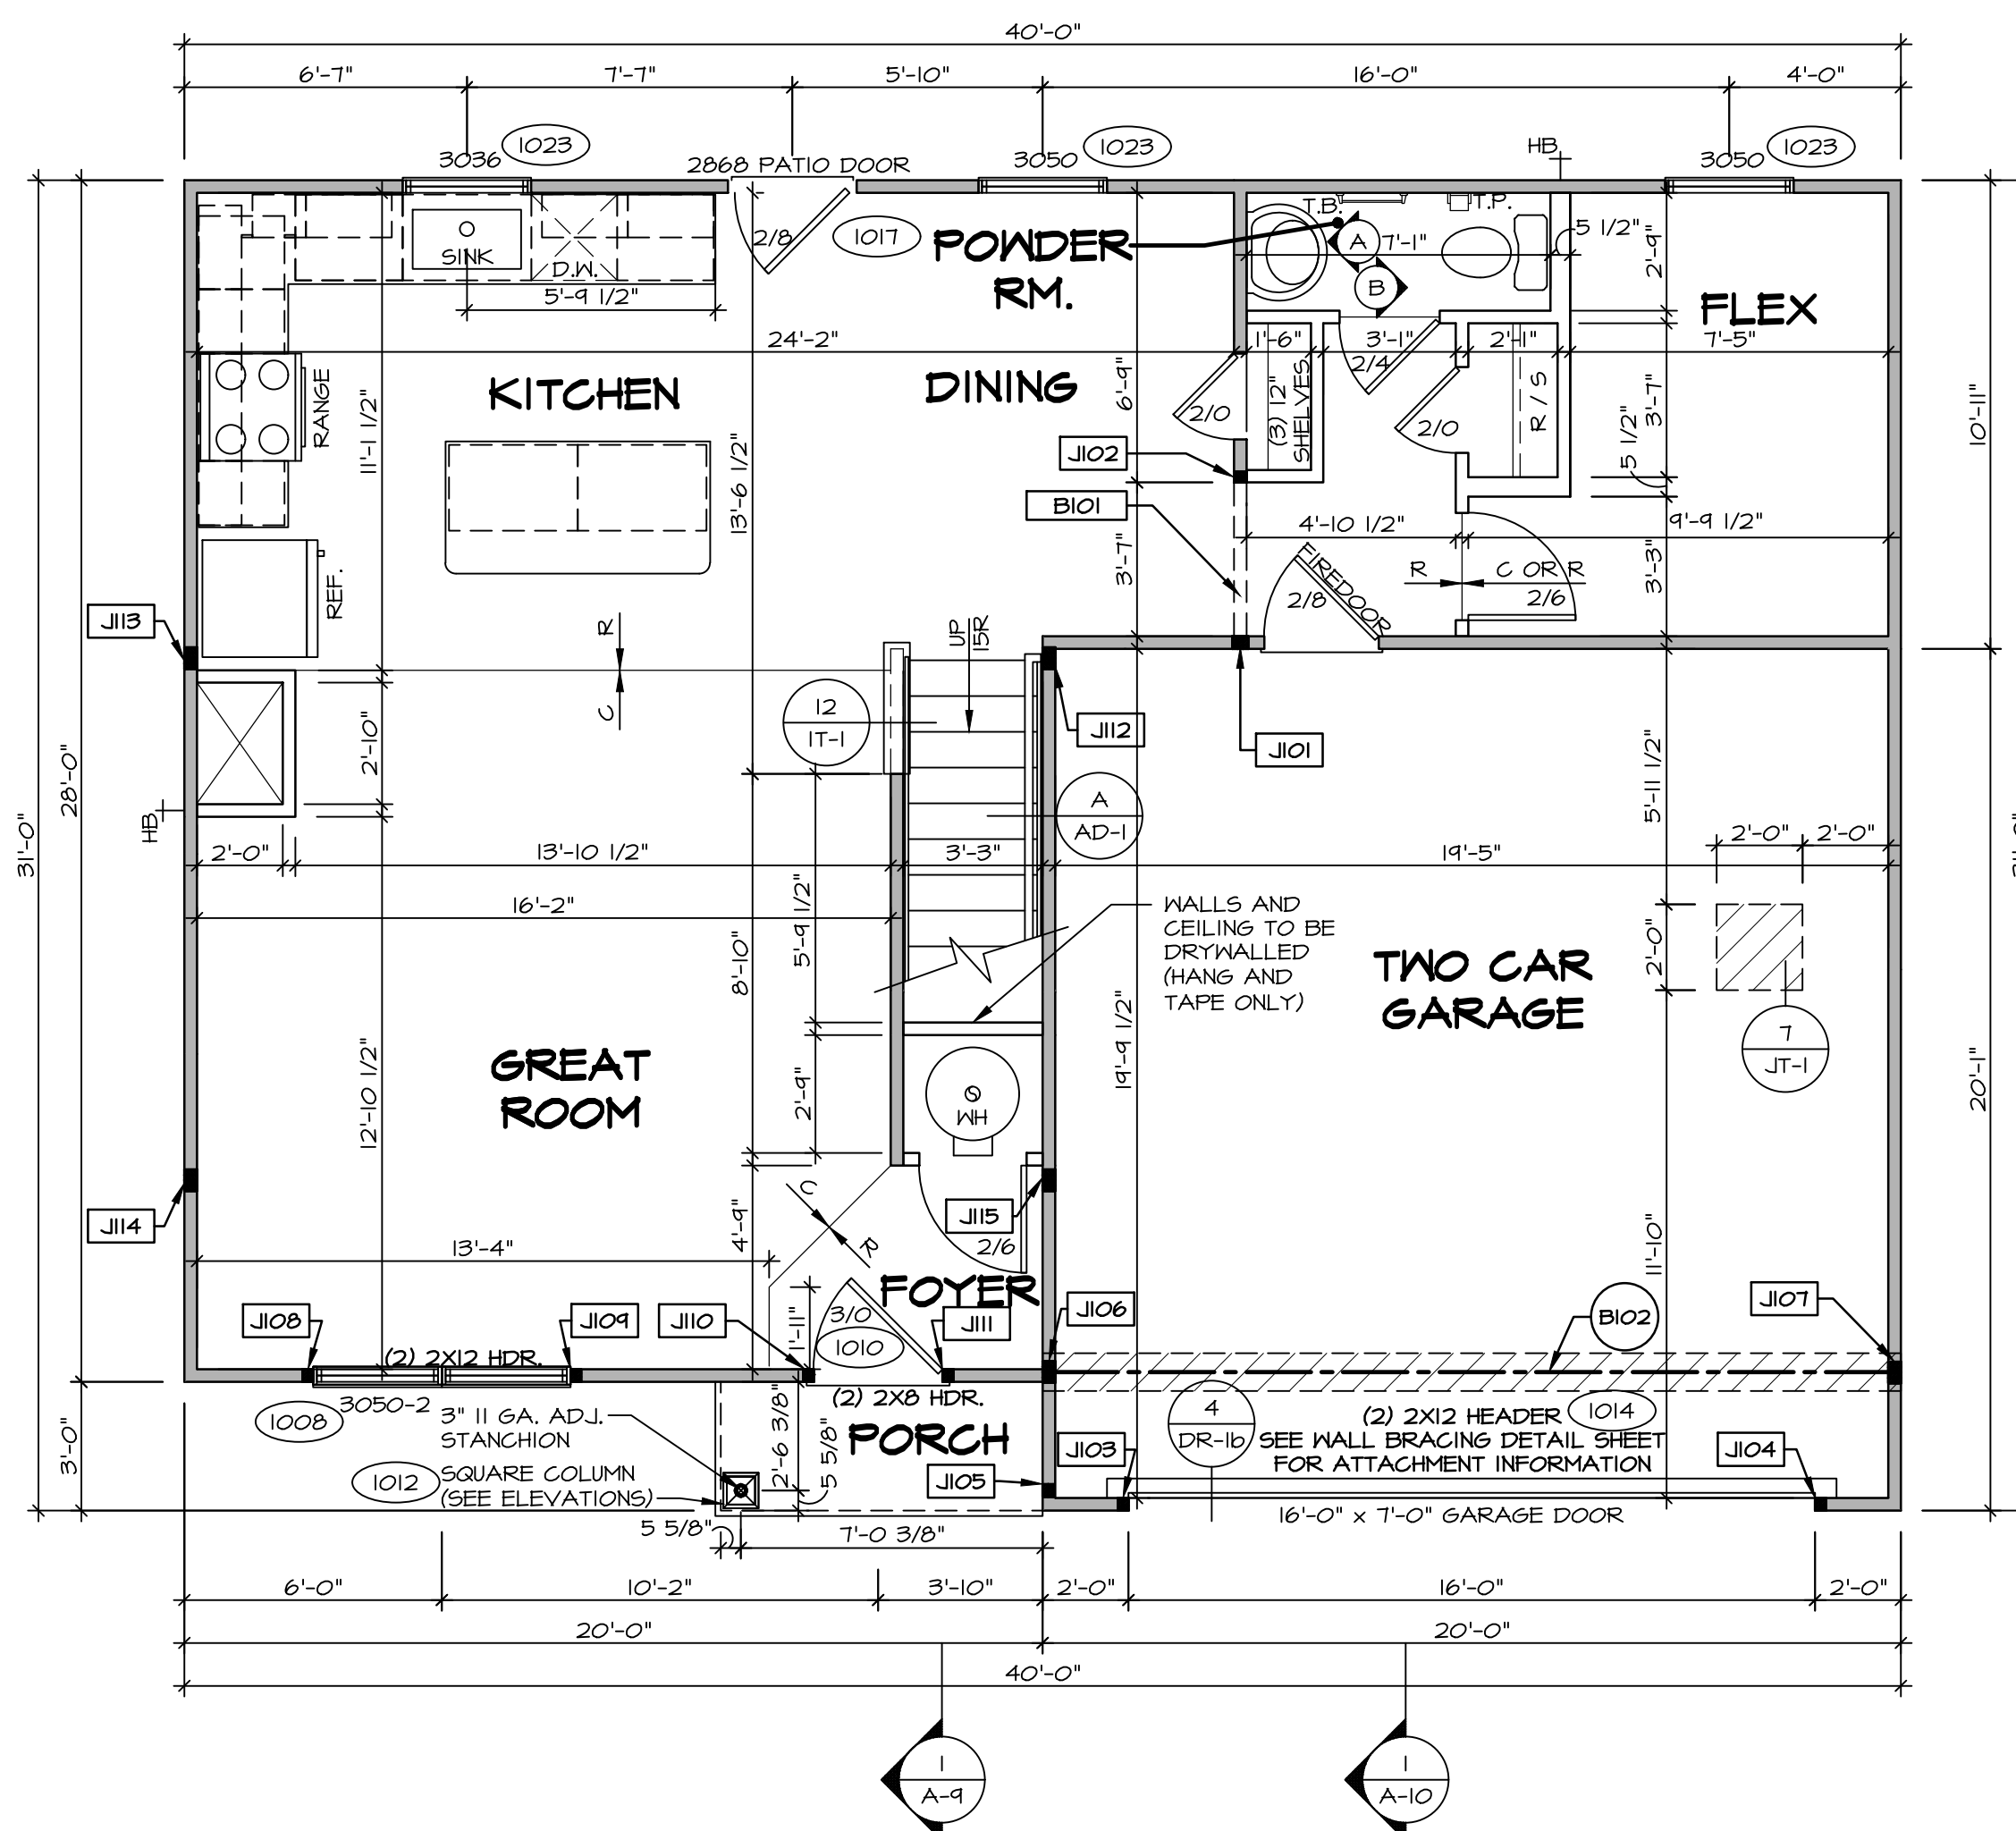 40'-0"
6'-7" 7'-7" 5'-10" 16'-0" 4'-0"
1023 1023 HB 1023
3036 2868 PATIO DOOR 3050 3050
T.B. T.P.
SINK D.W. 2/8 1017 POWDER A 7'-1" 5 1/2" 2'-9"
RM. B FLEX
5'-9 1/2"
24'-2" 1'-6" 3'-1" 2'-1" 7'-5"
2/4
RANGE KITCHEN DINING 6'-9"
11'-1 1/2" 13'-6 1/2" 2/0 (3) 12"
SHELVES 2/0 R / S 5 1/2" 3'-7" 10'-11"
J102
B101
4'-10 1/2" 9'-9 1/2"
3'-7" FIREDOOR R C OR R 3'-3"
REF. 2/8 2/6
J113 R UP
15R
C 12
1T-1 J112 J101
28'-0" 2'-10" A
AD-1 5'-11 1/2"
31'-0" HB 2'-0" 2'-0"
2'-0" 13'-10 1/2" 3'-3" 19'-5"
16'-2" WALLS AND
CEILING TO BE
DRYWALLED
(HANG AND
TAPE ONLY)
5'-9 1/2" 8'-10" 2'-0"
TWO CAR
GARAGE
19'-9 1/2" 7
JT-1
GREAT
ROOM
12'-10 1/2" 2'-9" WH 20'-1"
J114 C J115
R 4'-9" 2/6 11'-10"
13'-4" FOYER
J108 J109 J110 3/0 J111 J106 B102 J107
1'-11" 1010
(2) 2X12 HDR.
(2) 2X8 HDR.
3050-2
1008 3" 11 GA. ADJ.
STANCHION
2'-6 3/8" 5 5/8" PORCH 4
DR-1b
1014
(2) 2X12 HEADER
SEE WALL BRACING DETAIL SHEET
FOR ATTACHMENT INFORMATION
J103 J104
3'-0" 1012 SQUARE COLUMN
(SEE ELEVATIONS)
J105
16'-0" x 7'-0" GARAGE DOOR
5 5/8" 7'-0 3/8"
6'-0" 10'-2" 3'-10" 2'-0" 16'-0" 2'-0"
20'-0" 20'-0"
40'-0"
1
A-9
1
A-10